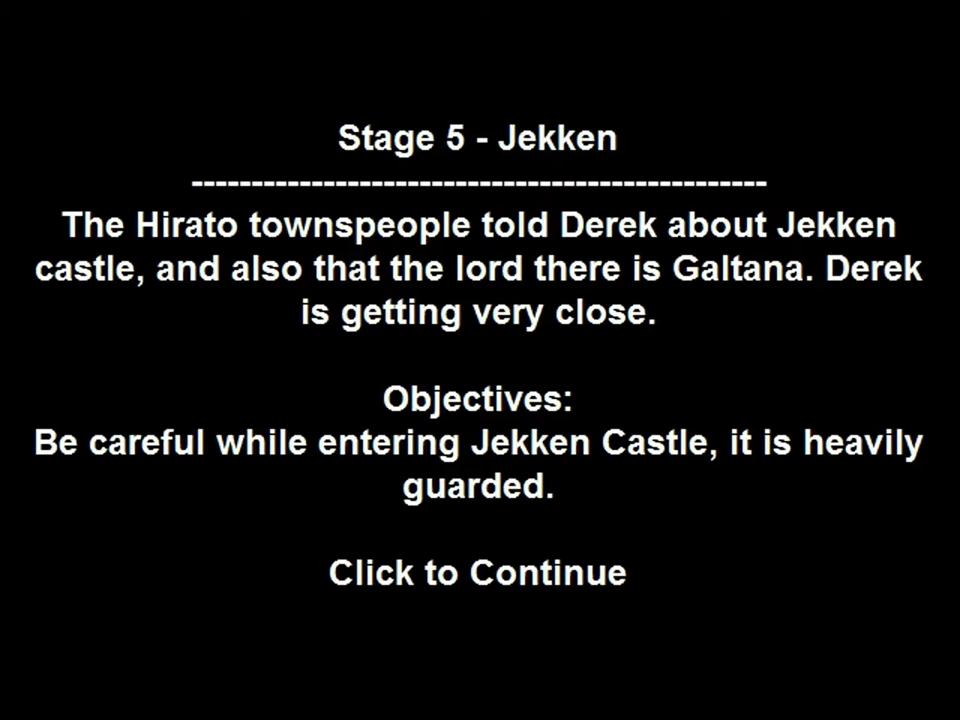 Stage 5 - Jekken
------------------------------------------------
The Hirato townspeople told Derek about Jekken
castle, and also that the lord there is Galtana. Derek
is getting very close.
Objectives:
Be careful while entering Jekken Castle, it is heavily
guarded.
Click to Continue